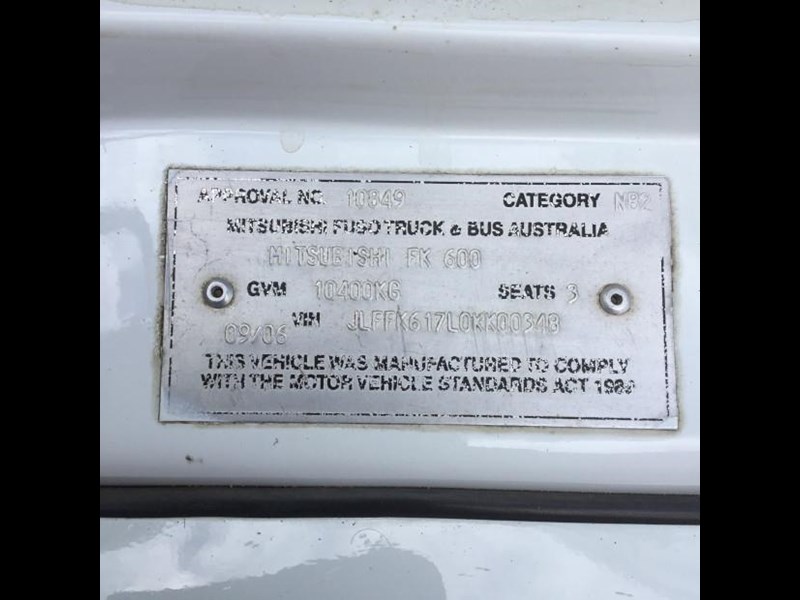 APPROVAL NO. 10349 CATEGORY NB2
MITSUBISHI FUSO TRUCK & BUS AUSTRALIA
MITSUBISHI FK 600
GVM 10400KG SEATS 3
09/06 VIN JLFFK617L0KK00348
THIS VEHICLE WAS MANUFACTURED TO COMPLY
WITH THE MOTOR VEHICLE STANDARDS ACT 1989